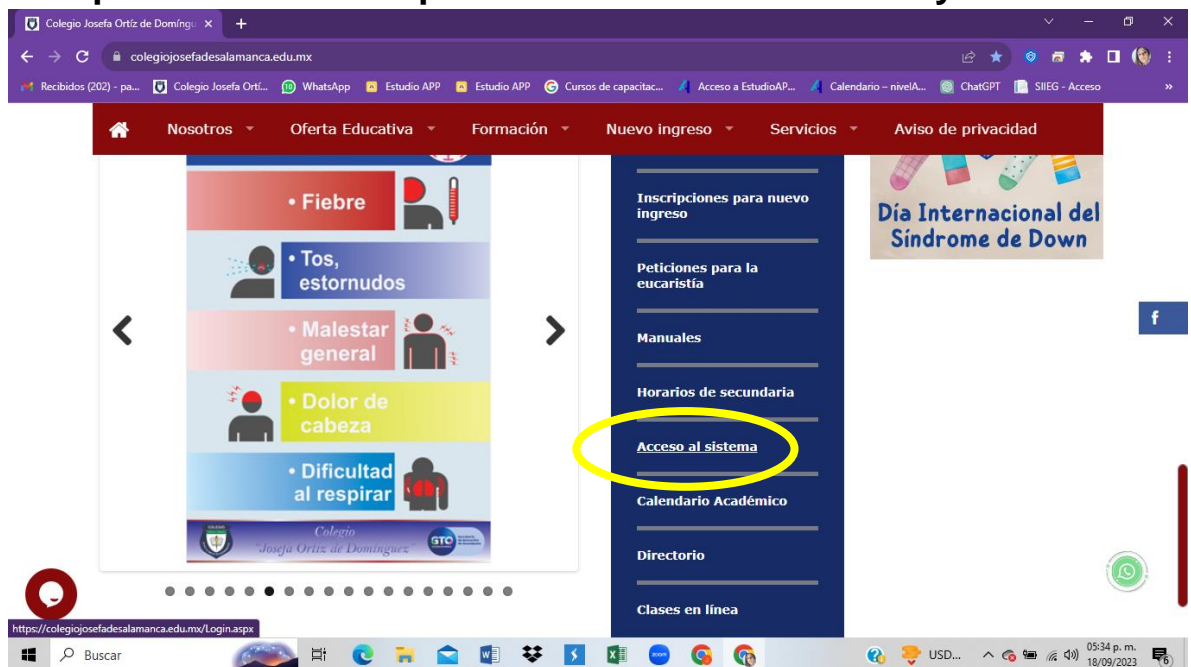 Colegio Josefa Ortíz de Domíngu
colegiojosefadesalamanca.edu.mx
Recibidos (202) - pa...
Colegio Josefa Ortí...
WhatsApp
Estudio APP
Estudio APP
Cursos de capacitac...
Acceso a EstudioAP...
Calendario – nivelA...
ChatGPT
SIIEG - Acceso
»
Nosotros
Oferta Educativa
Formación
Nuevo ingreso
Servicios
Aviso de privacidad
• Fiebre
• Tos,
estornudos
• Malestar
general
• Dolor de
cabeza
• Dificultad
al respirar
Colegio
"Josefa Ortiz de Dominguez"
GTO
Inscripciones para nuevo
ingreso
Peticiones para la
eucaristía
Manuales
Horarios de secundaria
Acceso al sistema
Calendario Académico
Directorio
Clases en línea
Día Internacional del
Síndrome de Down
f
https://colegiojosefadesalamanca.edu.mx/Login.aspx
Buscar
zoom
USD...
05:34 p. m.
18/09/2023
6